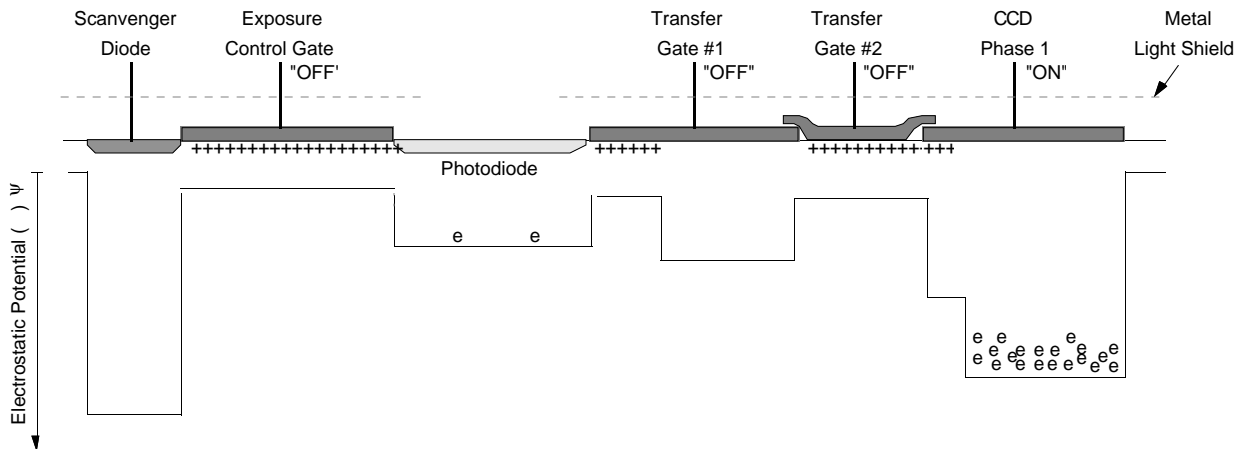 Scanvenger
Diode
Exposure
Control Gate
"OFF'
Transfer
Gate #1
"OFF"
Transfer
Gate #2
"OFF"
CCD
Phase 1
"ON"
Metal
Light Shield
++++++++++++++++++++++
++++++
+++++++++++++++
Photodiode
Electrostatic Potential ( ) Ψ
e e
e e e
e e e e e e
e e e e
e e e e e e e